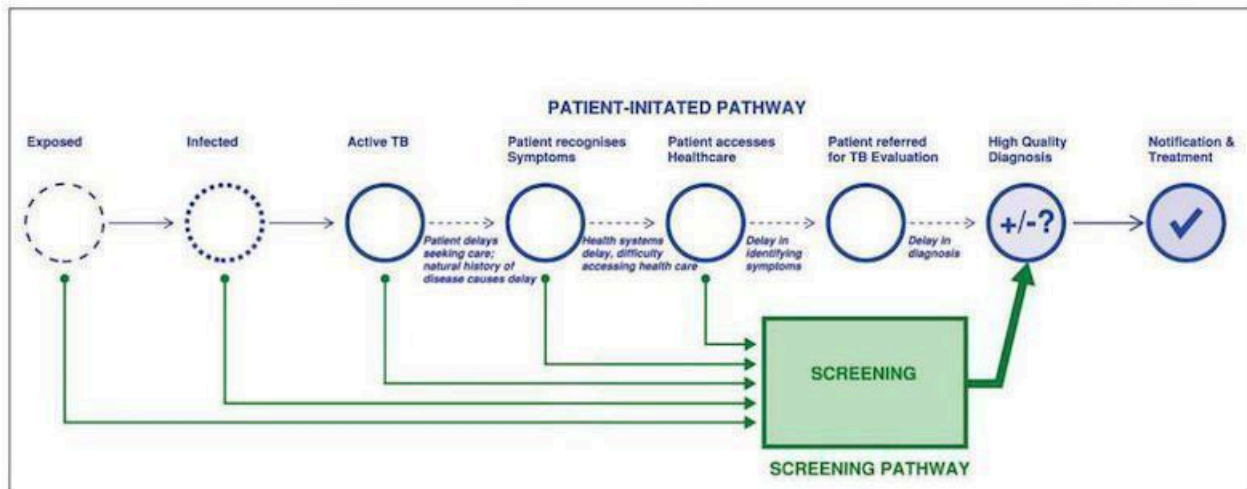 PATIENT-INITATED PATHWAY
Exposed
Infected
Active TB
Patient recognises
Symptoms
Patient accesses
Healthcare
Patient referred
for TB Evaluation
High Quality
Diagnosis
Notification &
Treatment
+/-?
Patient delays
seeking care;
natural history of
disease causes delay
Health systems
delay, difficulty
accessing health care
Delay in
identifying
symptoms
Delay in
diagnosis
SCREENING
SCREENING PATHWAY